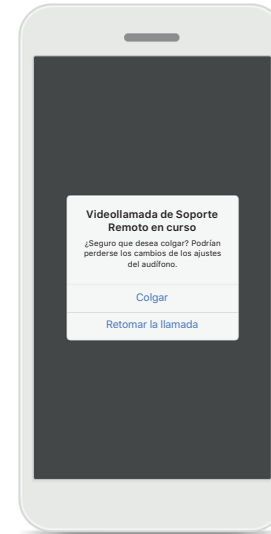 Videollamada de Soporte
Remoto en curso
¿Seguro que desea colgar? Podrían
perderse los cambios de los ajustes
del audífono.
Colgar
Retomar la llamada